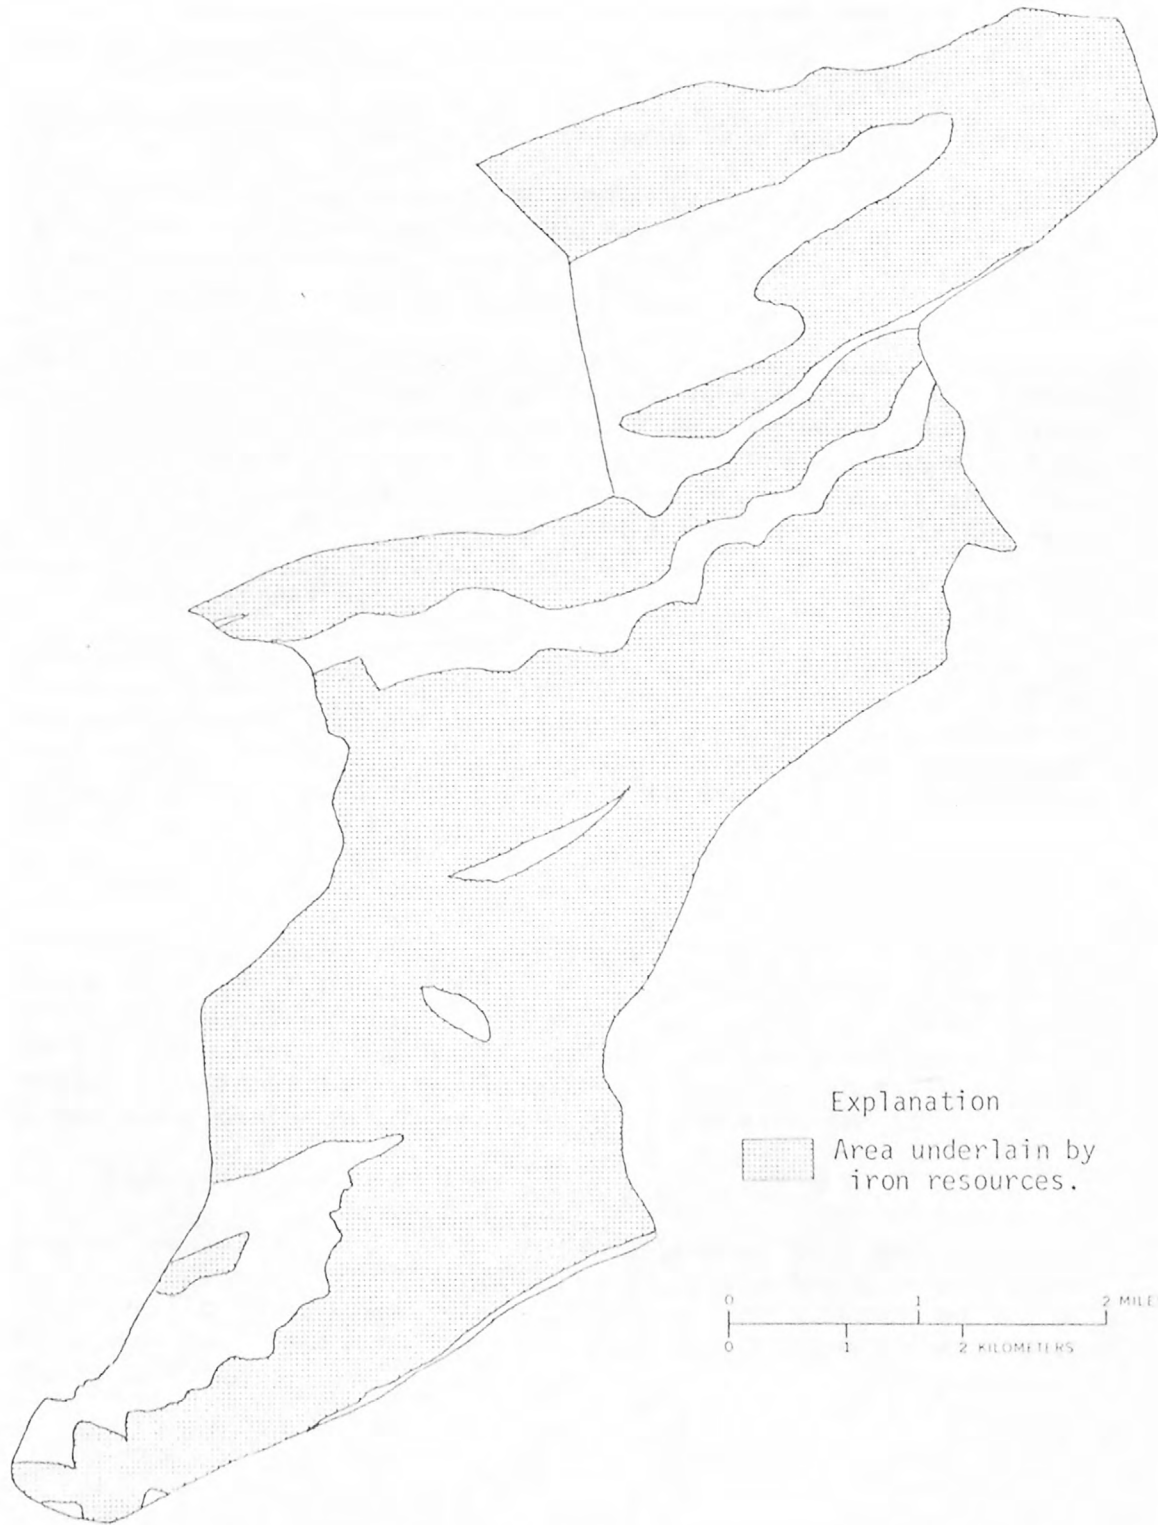 Explanation
Area underlain by
iron resources.
0 1 2 MILE
0 1 2 KILOMETERS